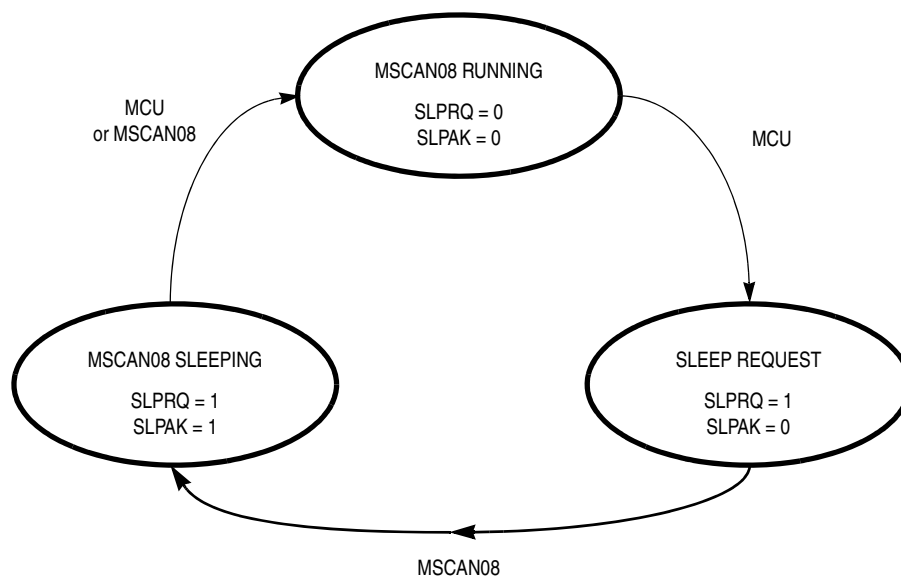 MSCAN08 RUNNING
SLPRQ = 0
SLPAK = 0
MCU
or MSCAN08
MCU
MSCAN08 SLEEPING
SLPRQ = 1
SLPAK = 1
SLEEP REQUEST
SLPRQ = 1
SLPAK = 0
MSCAN08